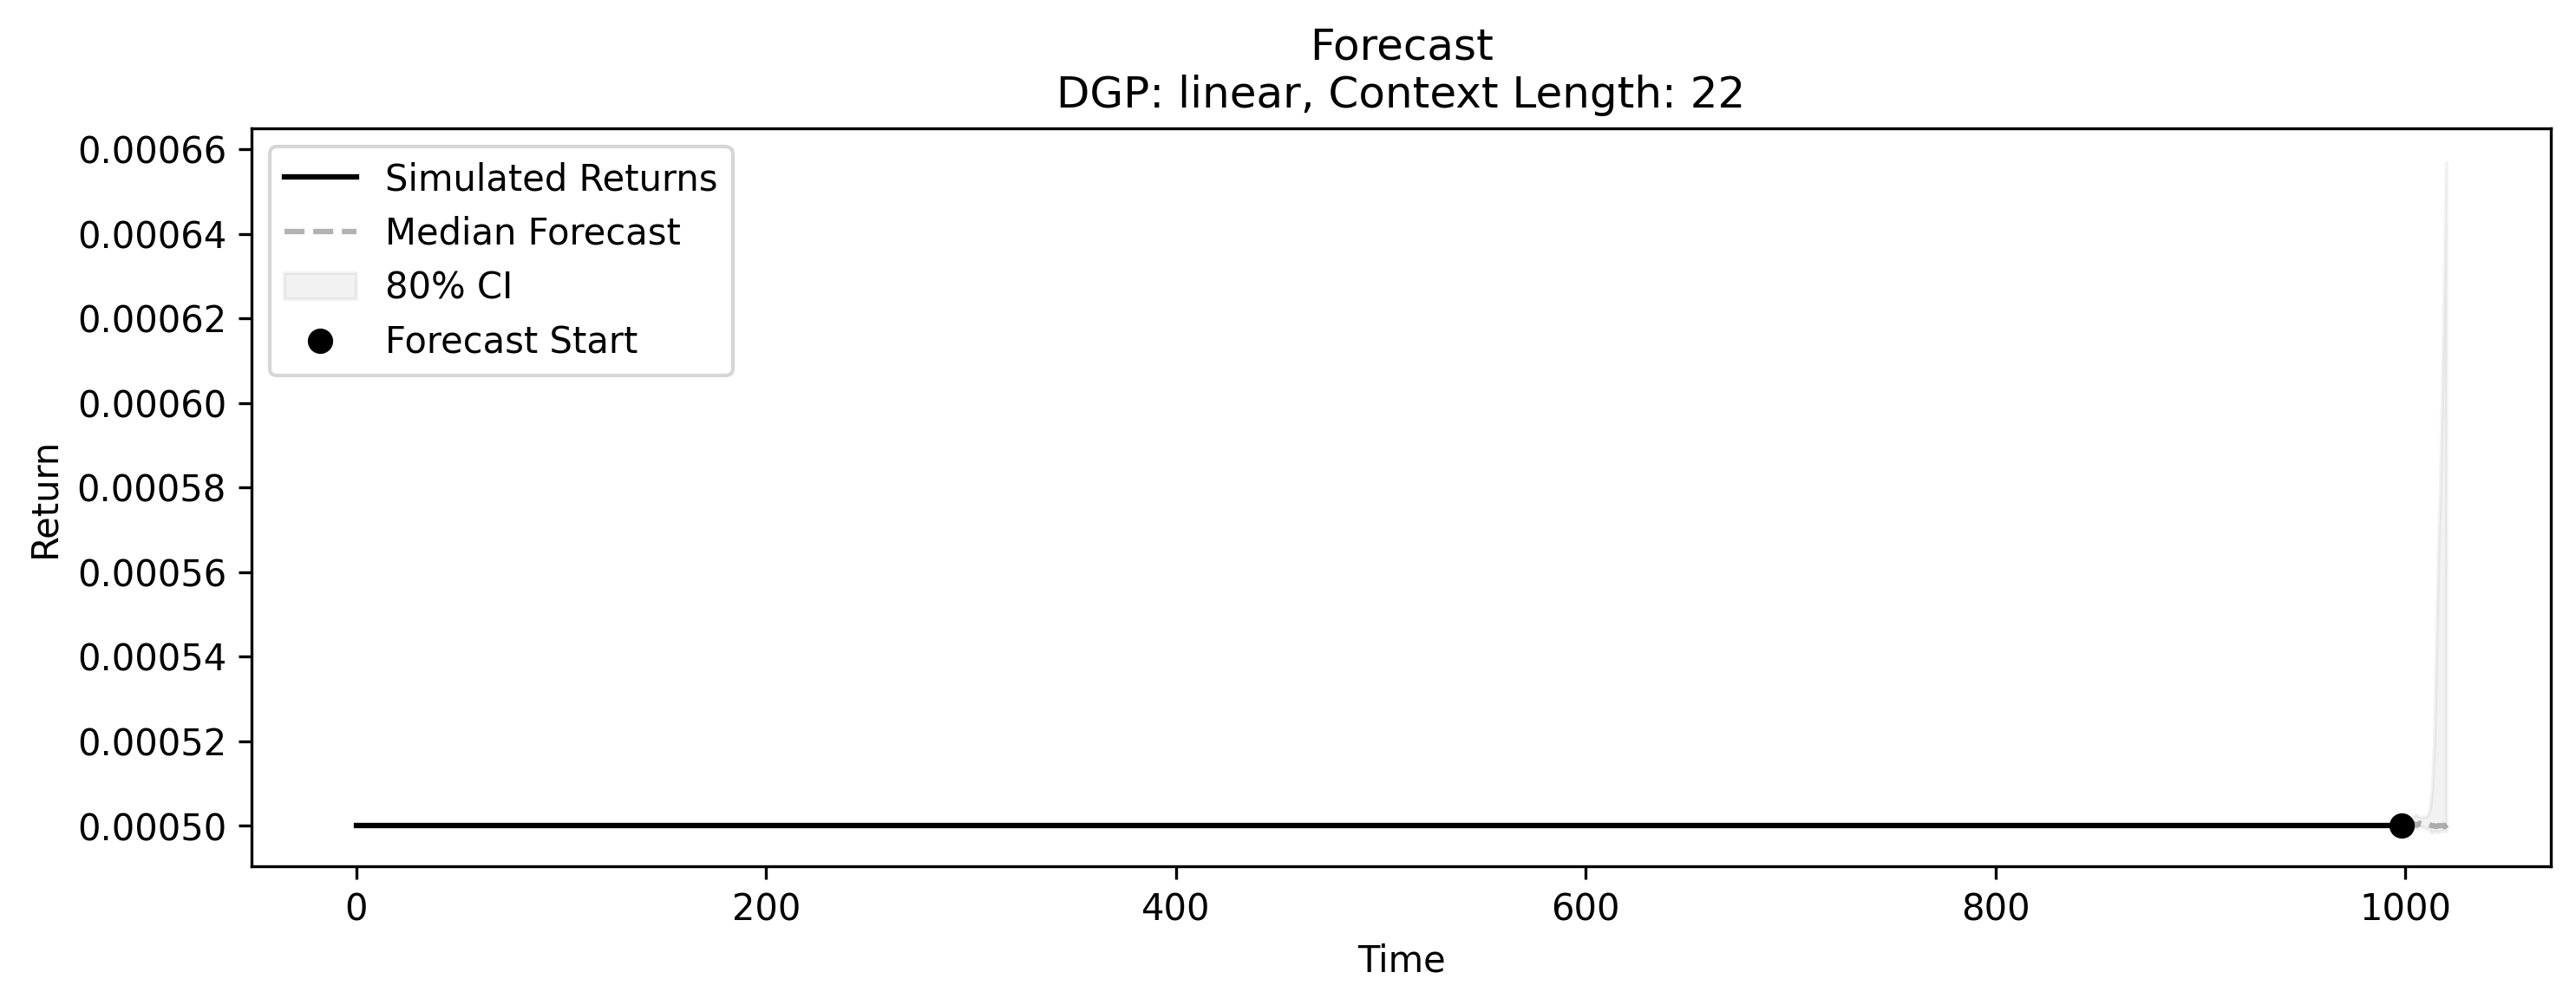 Forecast
DGP: linear, Context Length: 22
Simulated Returns
Median Forecast
80% CI
Forecast Start
Return
0.00066
0.00064
0.00062
0.00060
0.00058
0.00056
0.00054
0.00052
0.00050
0 200 400 600 800 1000
Time